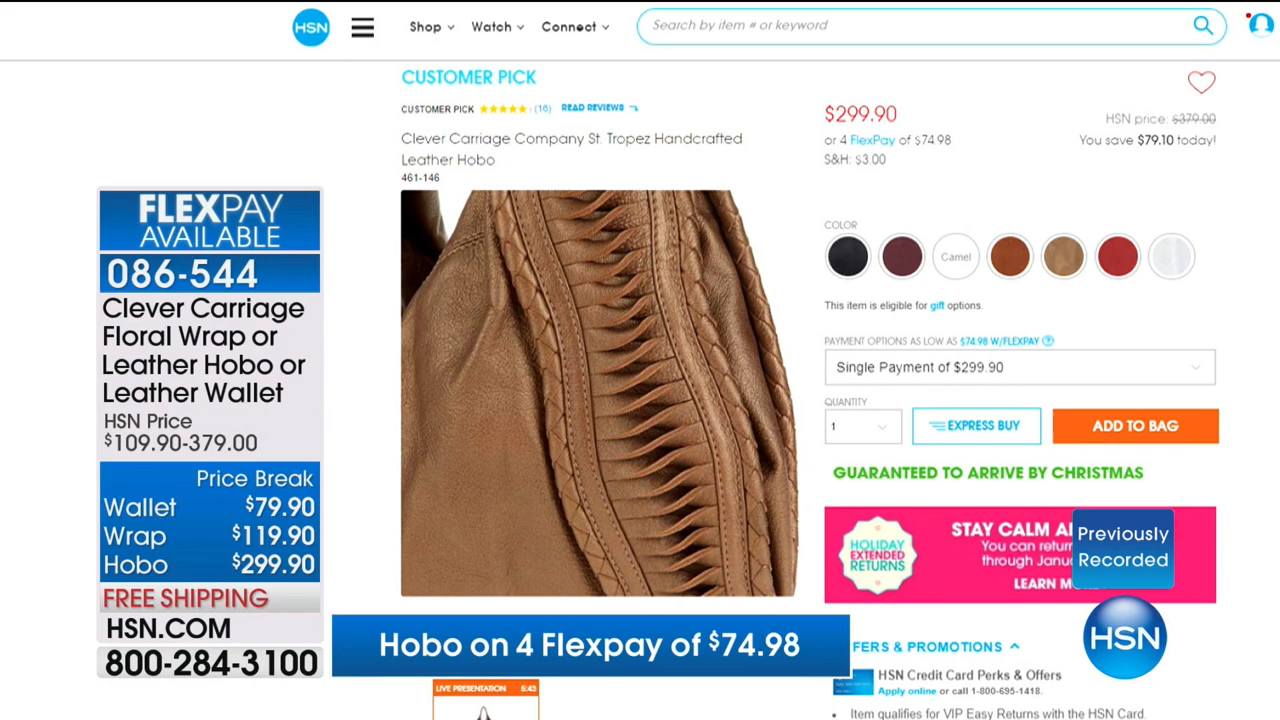 HSN
Shop
Watch
Connect
Search by item # or keyword
CUSTOMER PICK
CUSTOMER PICK
(16)
READ REVIEWS
Clever Carriage Company St. Tropez Handcrafted
Leather Hobo
461-146
$299.90
HSN price: $379.00
or 4 FlexPay of $74.98
You save $79.10 today!
S&H: $3.00
COLOR
Camel
This item is eligible for gift options.
PAYMENT OPTIONS AS LOW AS $74.98 W/FLEXPAY ?
Single Payment of $299.90
QUANTITY
1
EXPRESS BUY
ADD TO BAG
GUARANTEED TO ARRIVE BY CHRISTMAS
HOLIDAY
EXTENDED
RETURNS
STAY CALM
You can return
through
LEARN
Previously
Recorded
HSN
FERS & PROMOTIONS
HSN Credit Card Perks & Offers
Apply online or call 1-800-695-1418.
• Item qualifies for VIP Easy Returns with the HSN Card.
FLEXPAY
AVAILABLE
086-544
Clever Carriage
Floral Wrap or
Leather Hobo or
Leather Wallet
HSN Price
$109.90-379.00
Price Break
Wallet $79.90
Wrap $119.90
Hobo $299.90
FREE SHIPPING
HSN.COM
800-284-3100
Hobo on 4 Flexpay of $74.98
LIVE PRESENTATION 5:43